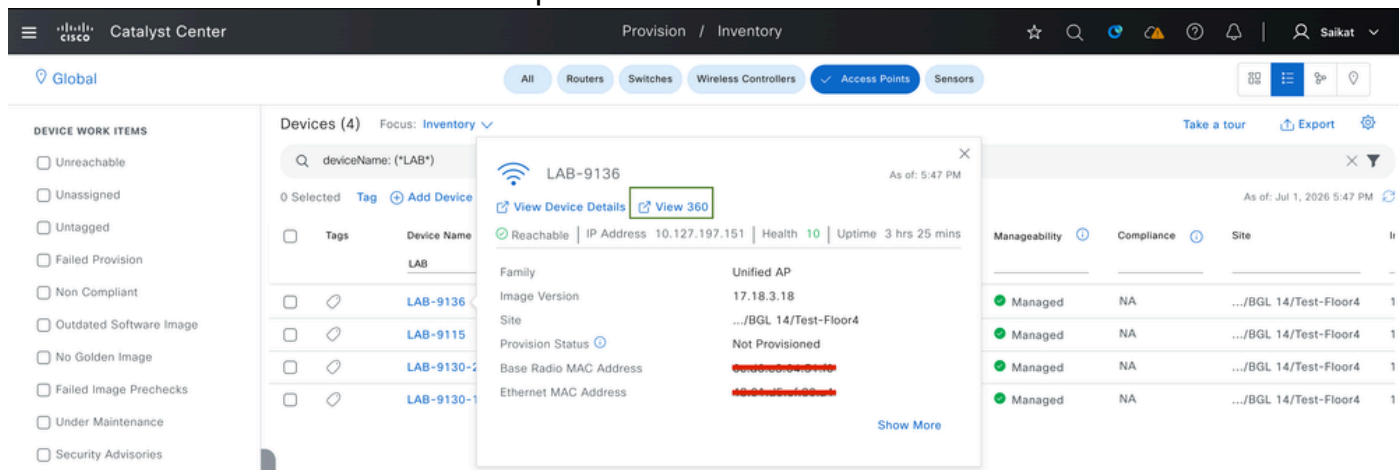 cisco Catalyst Center Provision / Inventory Saikat
Global All Routers Switches Wireless Controllers Access Points Sensors
DEVICE WORK ITEMS
Unreachable
Unassigned
Untagged
Failed Provision
Non Compliant
Outdated Software Image
No Golden Image
Failed Image Prechecks
Under Maintenance
Security Advisories
Devices (4) Focus: Inventory Take a tour Export
deviceName: (*LAB*)
0 Selected Tag Add Device As of: Jul 1, 2026 5:47 PM
Tags Device Name Manageability Compliance Site
LAB
LAB-9136 Managed NA .../BGL 14/Test-Floor4 1
LAB-9115 Managed NA .../BGL 14/Test-Floor4 1
LAB-9130-2 Managed NA .../BGL 14/Test-Floor4 1
LAB-9130-1 Managed NA .../BGL 14/Test-Floor4 1
LAB-9136 As of: 5:47 PM
View Device Details View 360
Reachable | IP Address 10.127.197.151 | Health 10 | Uptime 3 hrs 25 mins
Family Unified AP
Image Version 17.18.3.18
Site .../BGL 14/Test-Floor4
Provision Status Not Provisioned
Base Radio MAC Address
Ethernet MAC Address
Show More